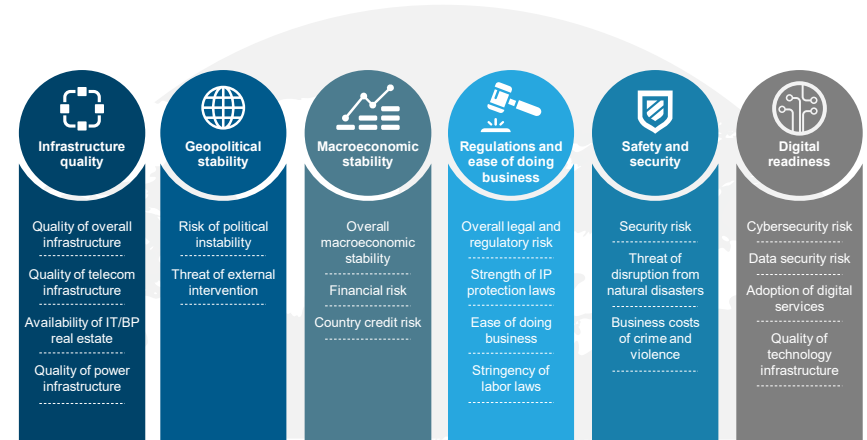 Infrastructure
quality
Quality of overall
infrastructure
Quality of telecom
infrastructure
Availability of IT/BP
real estate
Quality of power
infrastructure
Geopolitical
stability
Risk of political
instability
Threat of external
intervention
Macroeconomic
stability
Overall
macroeconomic
stability
Financial risk
Country credit risk
Regulations and
ease of doing
business
Overall legal and
regulatory risk
Strength of IP
protection laws
Ease of doing
business
Stringency of
labor laws
Safety and
security
Security risk
Threat of
disruption from
natural disasters
Business costs
of crime and
violence
Digital
readiness
Cybersecurity risk
Data security risk
Adoption of digital
services
Quality of
technology
infrastructure